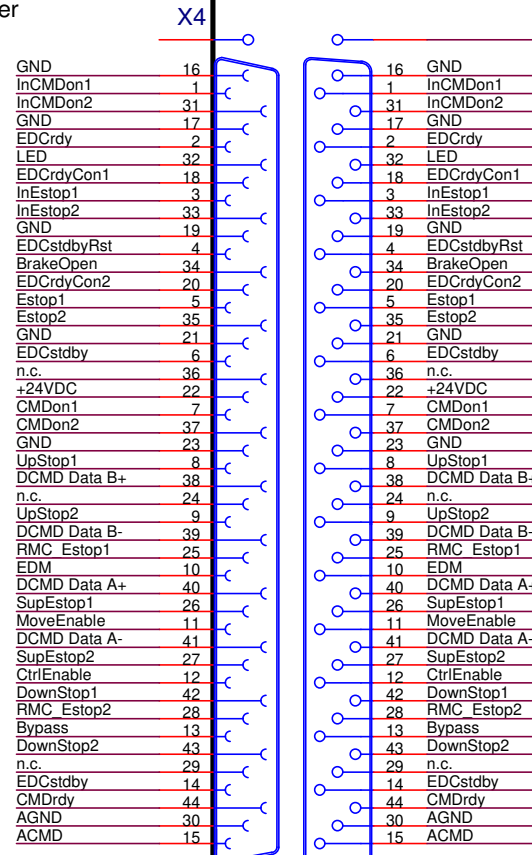 er
X4
GND 16 16 GND
InCMDon1 1 1 InCMDon1
InCMDon2 31 31 InCMDon2
GND 17 17 GND
EDCrdy 2 2 EDCrdy
LED 32 32 LED
EDCrdyCon1 18 18 EDCrdyCon1
InEstop1 3 3 InEstop1
InEstop2 33 33 InEstop2
GND 19 19 GND
EDCstdbyRst 4 4 EDCstdbyRst
BrakeOpen 34 34 BrakeOpen
EDCrdyCon2 20 20 EDCrdyCon2
Estop1 5 5 Estop1
Estop2 35 35 Estop2
GND 21 21 GND
EDCstdby 6 6 EDCstdby
n.c. 36 36 n.c.
+24VDC 22 22 +24VDC
CMDon1 7 7 CMDon1
CMDon2 37 37 CMDon2
GND 23 23 GND
UpStop1 8 8 UpStop1
DCMD Data B+ 38 38 DCMD Data B-
n.c. 24 24 n.c.
UpStop2 9 9 UpStop2
DCMD Data B- 39 39 DCMD Data B-
RMC_Estop1 25 25 RMC_Estop1
EDM 10 10 EDM
DCMD Data A+ 40 40 DCMD Data A-
SupEstop1 26 26 SupEstop1
MoveEnable 11 11 MoveEnable
DCMD Data A- 41 41 DCMD Data A-
SupEstop2 27 27 SupEstop2
CtrlEnable 12 12 CtrlEnable
DownStop1 42 42 DownStop1
RMC_Estop2 28 28 RMC_Estop2
Bypass 13 13 Bypass
DownStop2 43 43 DownStop2
n.c. 29 29 n.c.
EDCstdby 14 14 EDCstdby
CMDrdy 44 44 CMDrdy
AGND 30 30 AGND
ACMD 15 15 ACMD